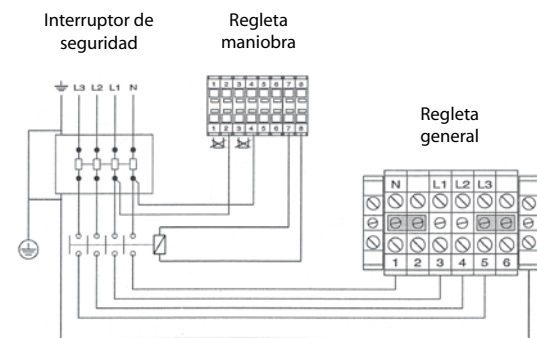 Interruptor de
seguridad
Regleta
maniobra
L3 L2 L1 N
1 2 3 4 5 6 7 8
1 2 3 4 5 6 7 8
Regleta
general
N L1 L2 L3
1 2 3 4 5 6